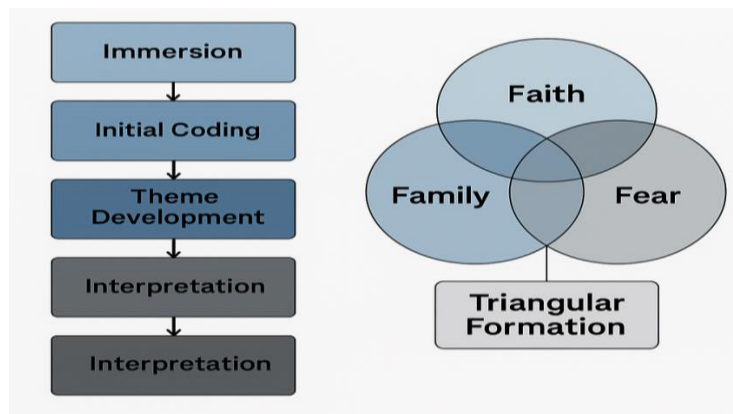 Immersion
Initial Coding
Theme
Development
Interpretation
Interpretation
Faith
Family
Fear
Triangular
Formation